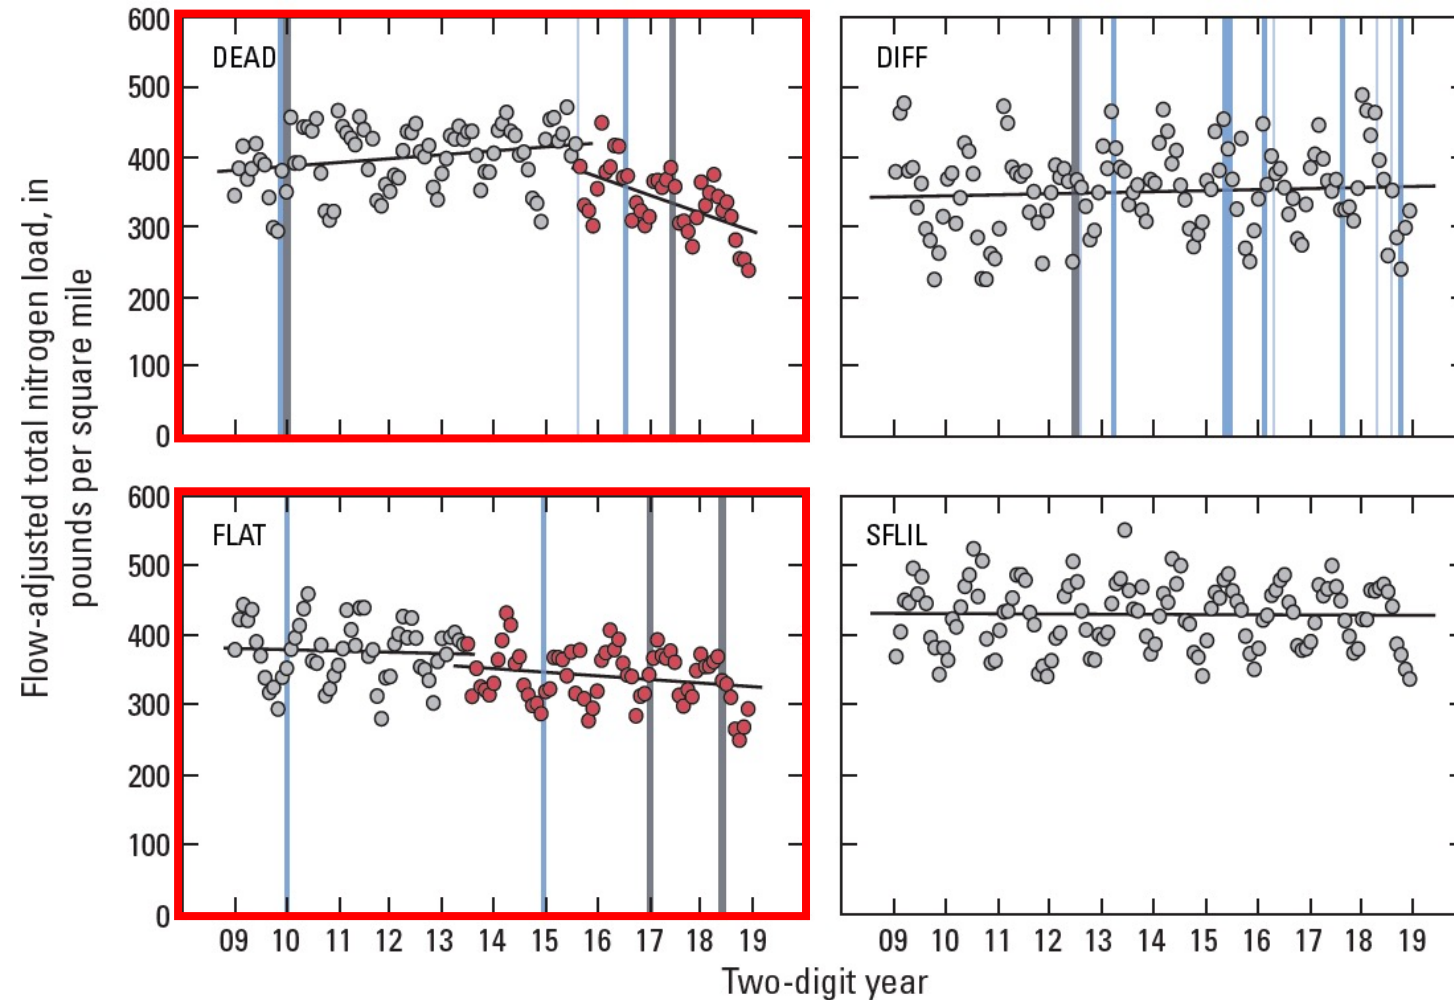 Flow-adjusted total nitrogen load, in
pounds per square mile
600
500
400
300
200
100
0
DEAD
DIFF
600
500
400
300
200
100
0
FLAT
SFLIL
09 10 11 12 13 14 15 16 17 18 19
09 10 11 12 13 14 15 16 17 18 19
Two-digit year